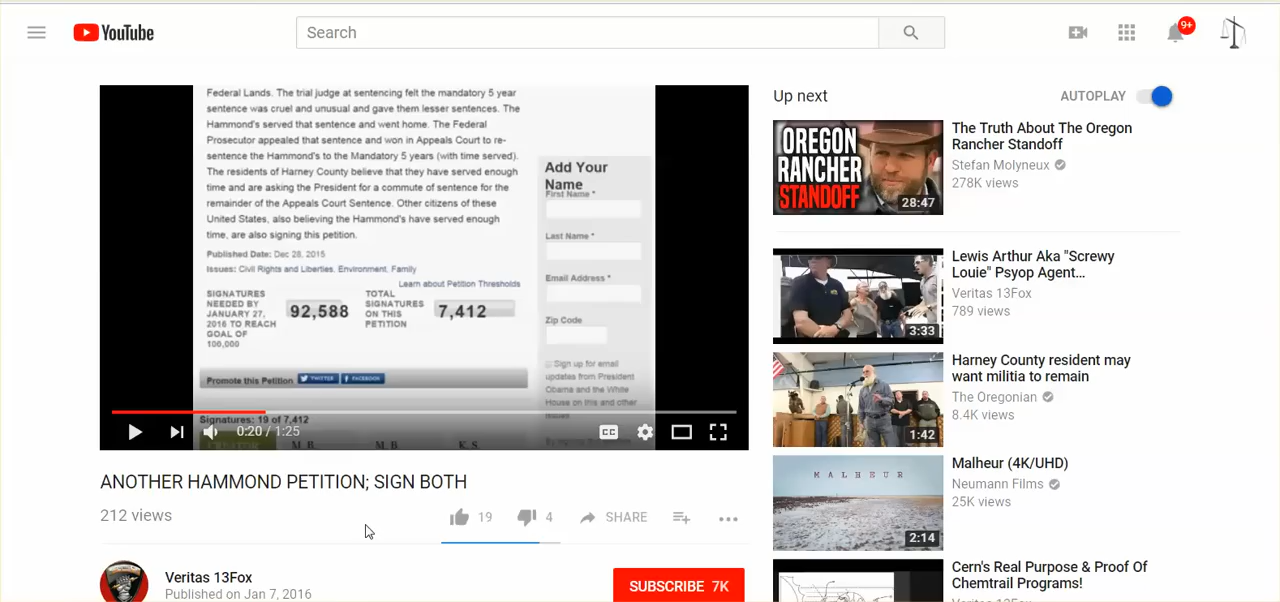 YouTube
Search
9+
Federal Lands. The trial judge at sentencing felt the mandatory 5 year
sentence was cruel and unusual and gave them lesser sentences. The
Hammond's served that sentence and went home. The Federal
Prosecutor appealed that sentence and won in Appeals Court to re-
sentence the Hammond's to the Mandatory 5 years (with time served).
The residents of Harney County believe that they have served enough
time and are asking the President for a commute of sentence for the
remainder of the Appeals Court Sentence. Other citizens of these
United States, also believing the Hammond's have served enough
time, are also signing this petition.
Published Date: Dec 28, 2015
Issues: Civil Rights and Liberties, Environment, Family
Learn about Petition Thresholds
SIGNATURES
NEEDED BY
JANUARY 27,
2016 TO REACH
GOAL OF
100,000
92,588
TOTAL
SIGNATURES
ON THIS
PETITION
7,412
Promote this Petition
TWITTER
FACEBOOK
Signatures: 19 of 7,412
M. B.
M. B.
K. S.
Add Your
Name
First Name *
Last Name *
Email Address *
Zip Code
Sign up for email
updates from President
Obama and the White
House on this and other
issues
0:20 / 1:25
CC
ANOTHER HAMMOND PETITION; SIGN BOTH
212 views
19
4
SHARE
Veritas 13Fox
Published on Jan 7, 2016
SUBSCRIBE 7K
Up next
AUTOPLAY
OREGON
RANCHER
STANDOFF
28:47
The Truth About The Oregon
Rancher Standoff
Stefan Molyneux
278K views
3:33
Lewis Arthur Aka "Screwy
Louie" Psyop Agent...
Veritas 13Fox
789 views
1:42
Harney County resident may
want militia to remain
The Oregonian
8.4K views
MALHEUR
2:14
Malheur (4K/UHD)
Neumann Films
25K views
Cern's Real Purpose & Proof Of
Chemtrail Programs!
Veritas 13Fox